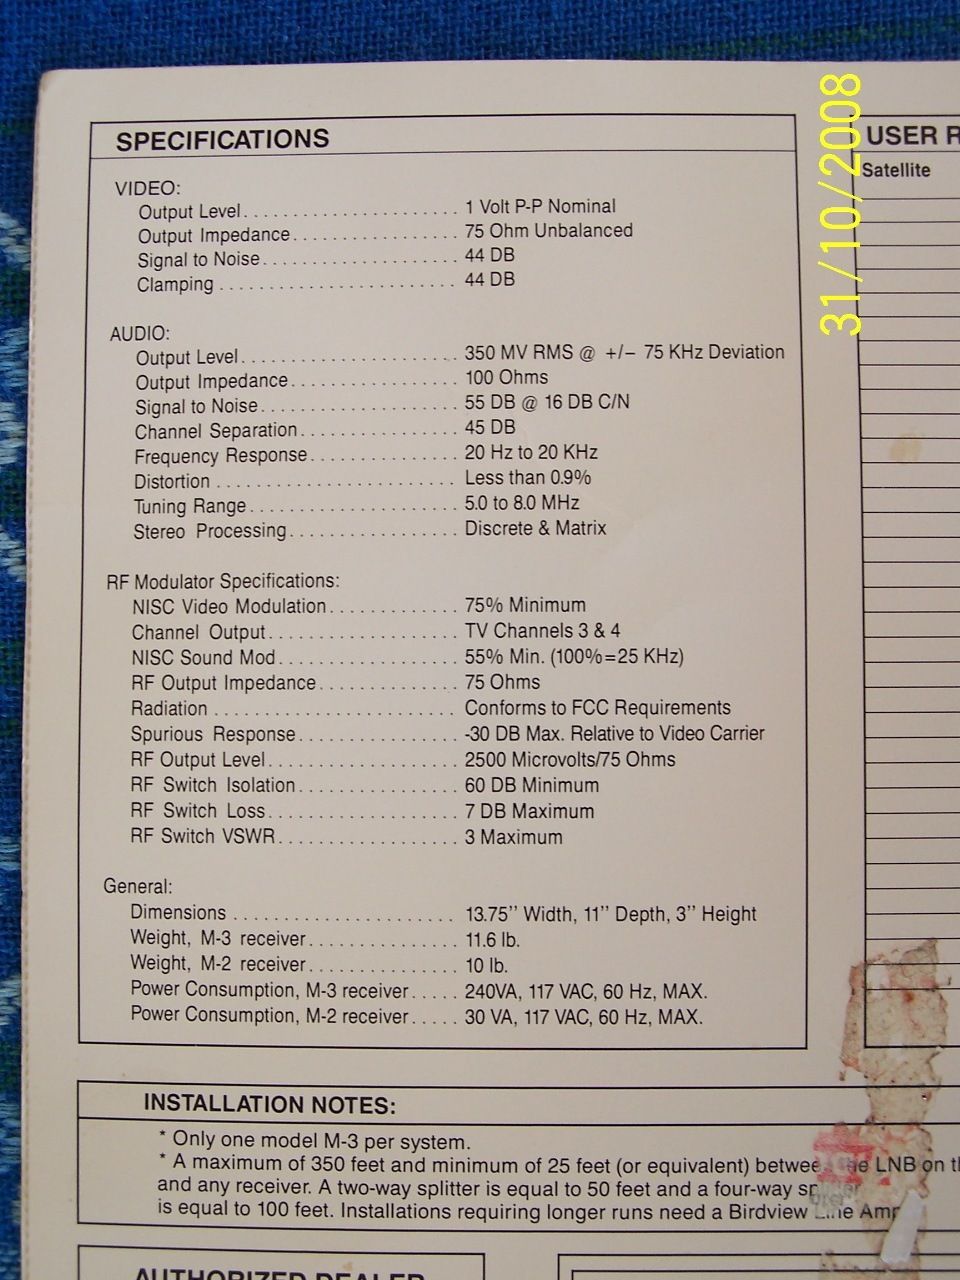 SPECIFICATIONS
VIDEO:
Output Level.................... 1 Volt P-P Nominal
Output Impedance................ 75 Ohm Unbalanced
Signal to Noise................... 44 DB
Clamping ....................... 44 DB
AUDIO:
Output Level..................... 350 MV RMS @ +/− 75 KHz Deviation
Output Impedance................ 100 Ohms
Signal to Noise................... 55 DB @ 16 DB C/N
Channel Separation............... 45 DB
Frequency Response.............. 20 Hz to 20 KHz
Distortion ....................... Less than 0.9%
Tuning Range.................... 5.0 to 8.0 MHz
Stereo Processing................ Discrete & Matrix
RF Modulator Specifications:
NISC Video Modulation............ 75% Minimum
Channel Output.................. 
TV Channels 3 & 4
NISC Sound Mod................. 55% Min. (100%=25 KHz)
RF Output Impedance............. 75 Ohms
Radiation ....................... Conforms to FCC Requirements
Spurious Response............... -30 DB Max. Relative to Video Carrier
RF Output Level.................. 2500 Microvolts/75 Ohms
RF Switch Isolation............... 60 DB Minimum
RF Switch Loss.................. 7 DB Maximum
RF Switch VSWR................. 3 Maximum
General:
Dimensions ..................... 13.75" Width, 11" Depth, 3" Height
Weight, M-3 receiver.............. 11.6 lb.
Weight, M-2 receiver.............. 10 lb.
Power Consumption, M-3 receiver..... 240VA, 117 VAC, 60 Hz, MAX.
Power Consumption, M-2 receiver..... 30 VA, 117 VAC, 60 Hz, MAX.
31/10/2008
USER R
Satellite
INSTALLATION NOTES:
* Only one model M-3 per system.
* A maximum of 350 feet and minimum of 25 feet (or equivalent) the LNB on
and any receiver. A two-way splitter is equal to 50 feet and a four-way
is equal to 100 feet. Installations requiring longer runs need a Birdview
AUTHORIZED DEALER